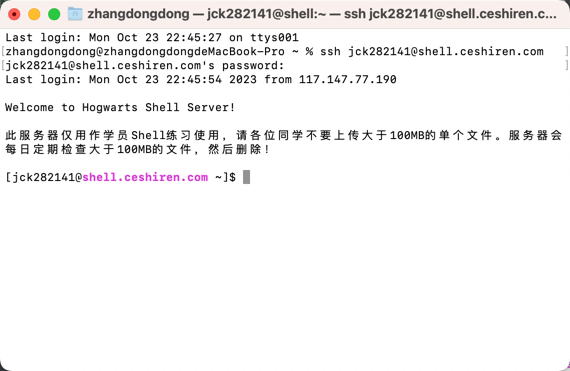 zhangdongdong — jck282141@shell:~ — ssh jck282141@shell.ceshiren.c...
Last login: Mon Oct 23 22:45:27 on ttys001
[zhangdongdong@zhangdongdongdeMacBook-Pro ~ % ssh jck282141@shell.ceshiren.com ]
[jck282141@shell.ceshiren.com's password: ]
Last login: Mon Oct 23 22:45:54 2023 from 117.147.77.190
Welcome to Hogwarts Shell Server!
此服务器仅用作学员Shell练习使用，请各位同学不要上传大于100MB的单个文件。服务器会
每日定期检查大于100MB的文件，然后删除！
[jck282141@shell.ceshiren.com ~]$